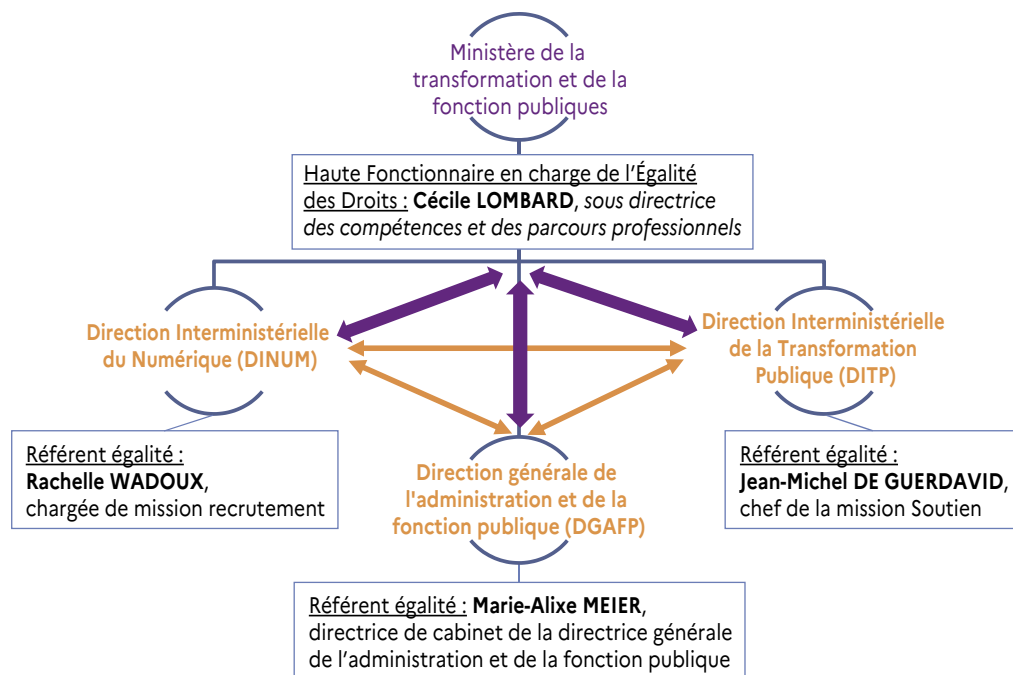 Ministère de la
transformation et de la
fonction publiques
Haute Fonctionnaire en charge de l'Égalité
des Droits : Cécile LOMBARD, sous directrice
des compétences et des parcours professionnels
Direction Interministérielle
du Numérique (DINUM)
Direction Interministérielle
de la Transformation
Publique (DITP)
Référent égalité :
Rachelle WADOUX,
chargée de mission recrutement
Direction générale de
l'administration et de la
fonction publique (DGAFP)
Référent égalité :
Jean-Michel DE GUERDAVID,
chef de la mission Soutien
Référent égalité : Marie-Alixe MEIER,
directrice de cabinet de la directrice générale
de l'administration et de la fonction publique